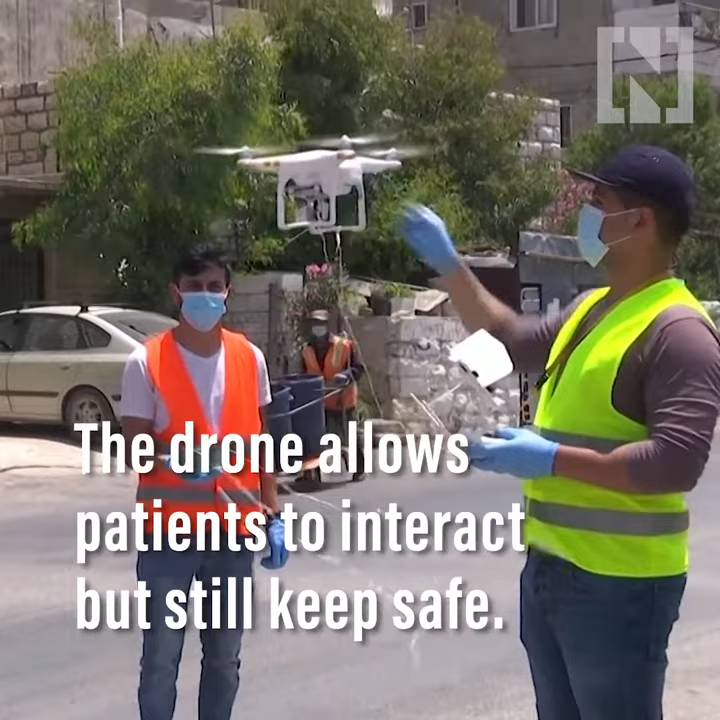 N
The drone allows
patients to interact
but still keep safe.